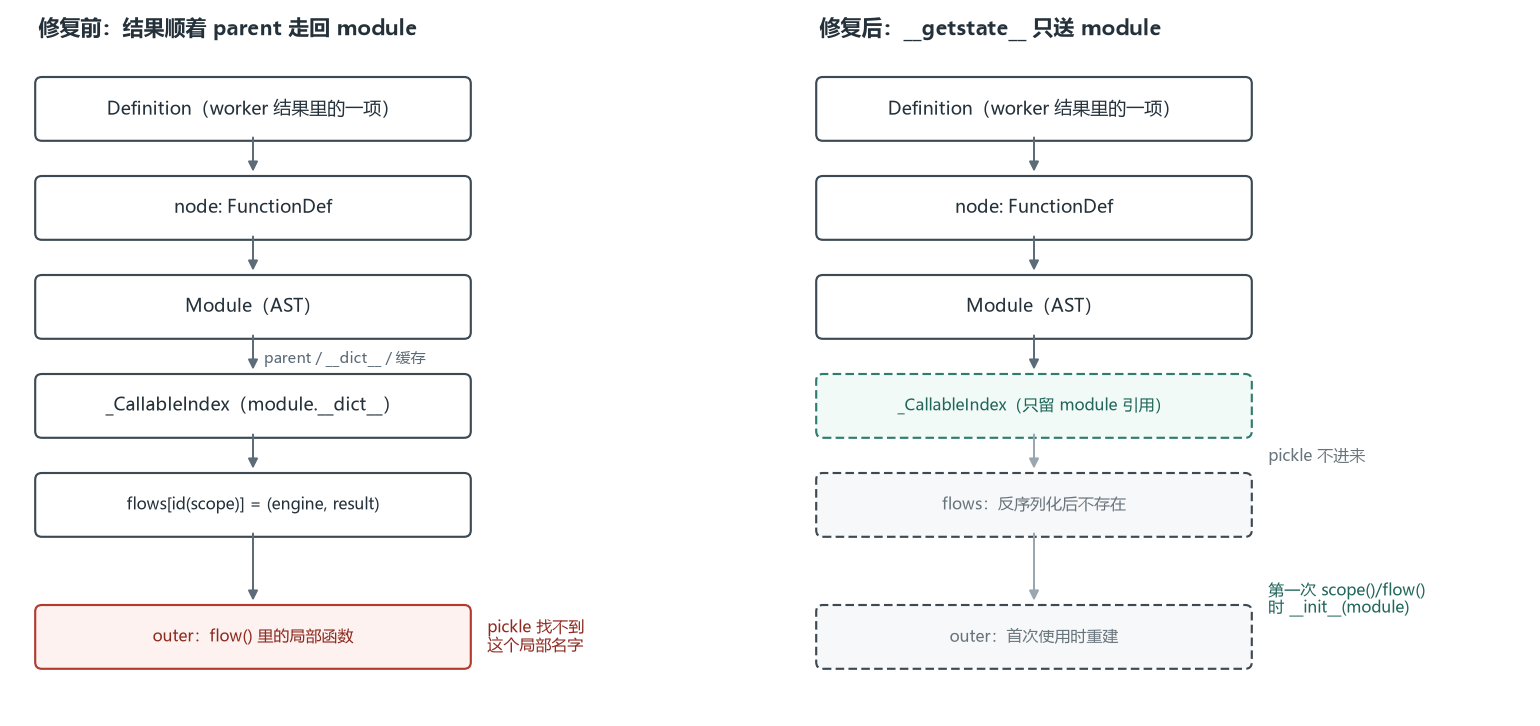 修复前：结果顺着 parent 走回 module
Definition（worker 结果里的一项）
node: FunctionDef
Module（AST）
parent / __dict__ / 缓存
_CallableIndex（module.__dict__）
flows[id(scope)] = (engine, result)
outer：flow() 里的局部函数
pickle 找不到
这个局部名字
修复后：__getstate__ 只送 module
Definition（worker 结果里的一项）
node: FunctionDef
Module（AST）
_CallableIndex（只留 module 引用）
pickle 不进来
flows：反序列化后不存在
第一次 scope()/flow()
时 __init__(module)
outer：首次使用时重建